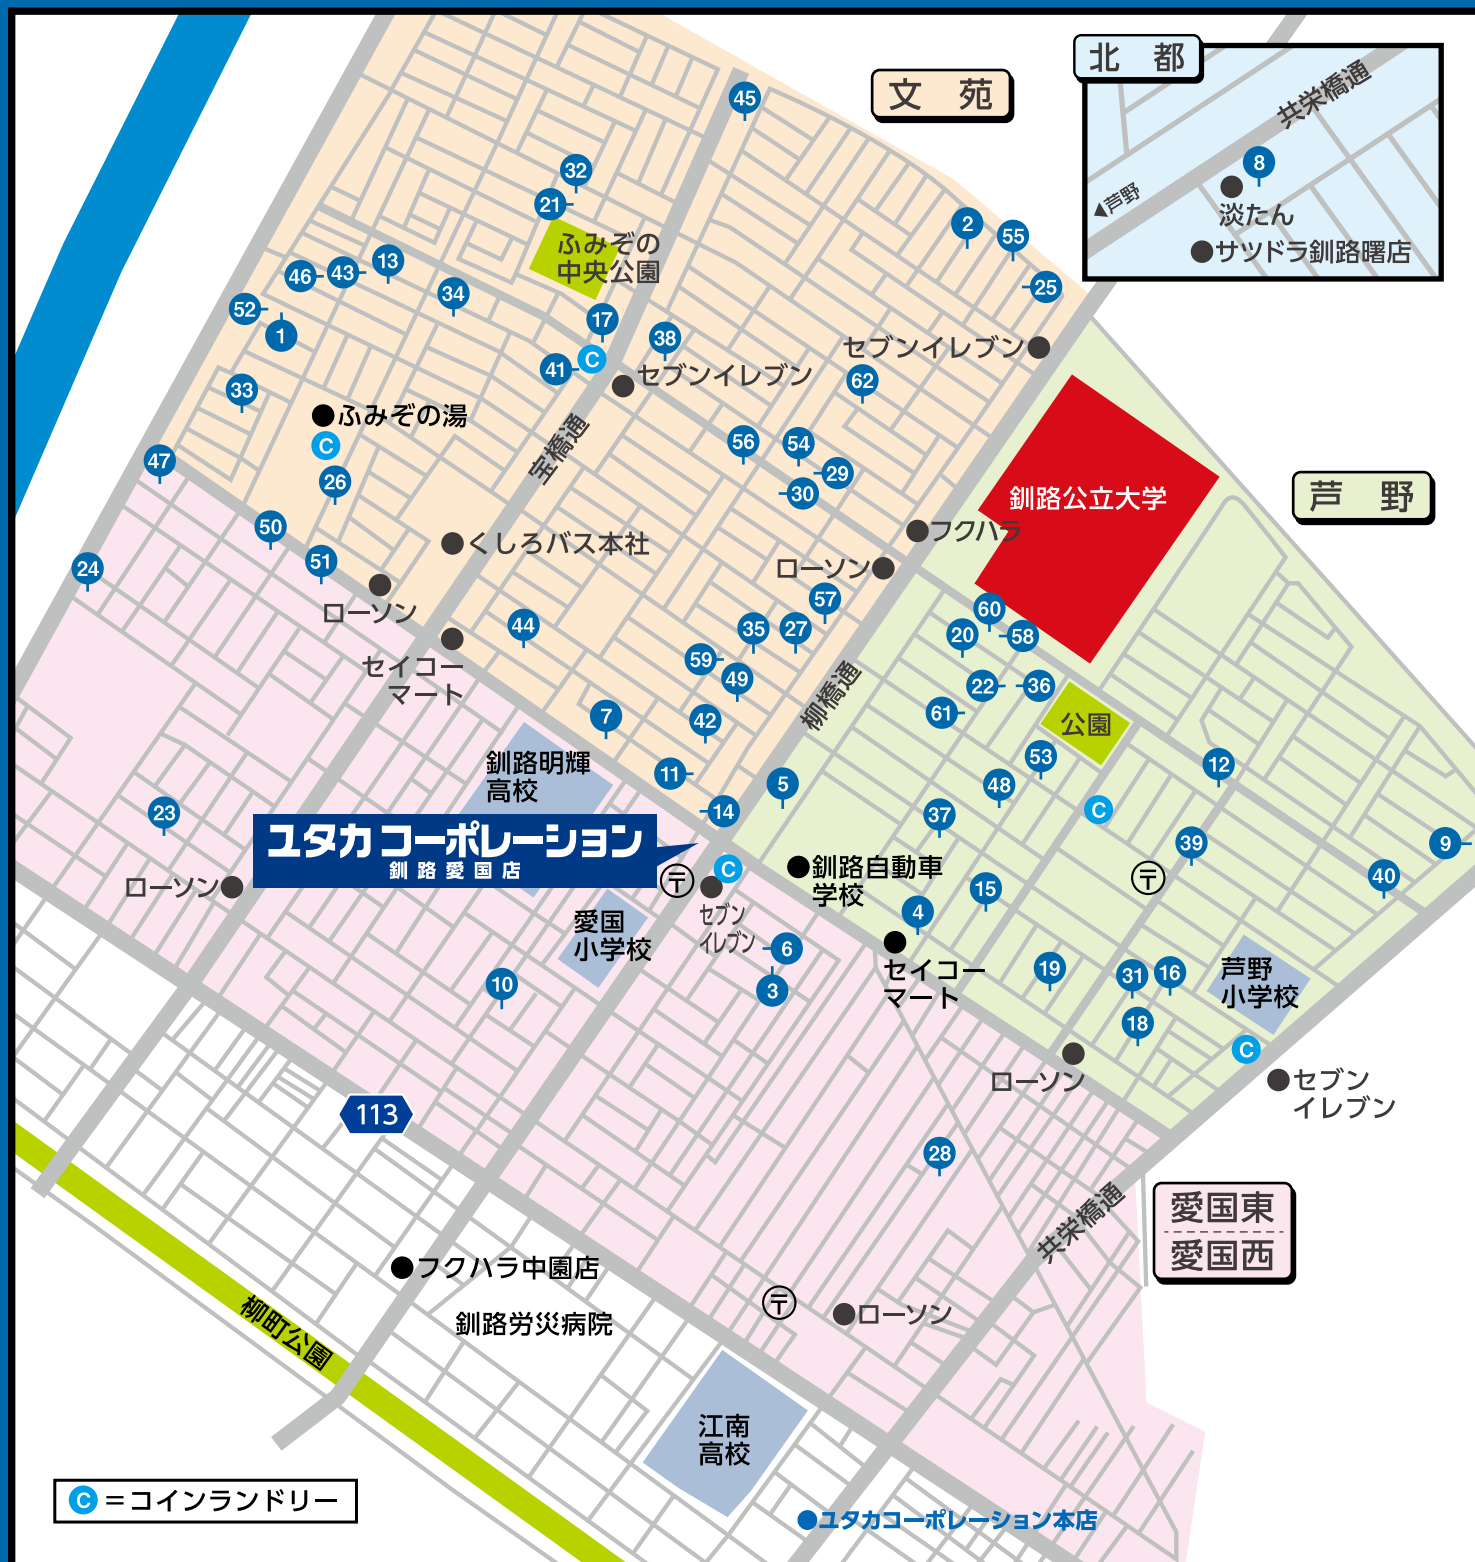 北 都
共栄橋通
8
▲芦野
淡たん
サツドラ釧路曙店
文 苑
45
32
21
ふみぞの
中央公園
2
55
25
13
46
43
34
52
1
17
38
41
C
セブンイレブン
セブンイレブン
62
33
ふみぞの湯
C
26
宝橋通
56
54
29
30
47
50
51
24
くしろバス本社
ローソン
セイコー
マート
44
フクハラ
ローソン
57
35
27
59
49
42
7
11
14
柳橋通
芦 野
釧路公立大学
60
58
20
22
36
61
公園
53
48
37
5
C
12
39
9
40
〒
釧路明輝
高校
23
ユタカコーポレーション
釧路愛国店
〒
C
セブン
イレブン
ローソン
愛国
小学校
釧路自動車
学校
15
4
セイコー
マート
6
3
10
19
31
16
18
芦野
小学校
C
セブン
イレブン
ローソン
113
28
共栄橋通
愛国東
愛国西
フクハラ中園店
釧路労災病院
柳町公園
〒
ローソン
江南
高校
C=コインランドリー
ユタカコーポレーション本店